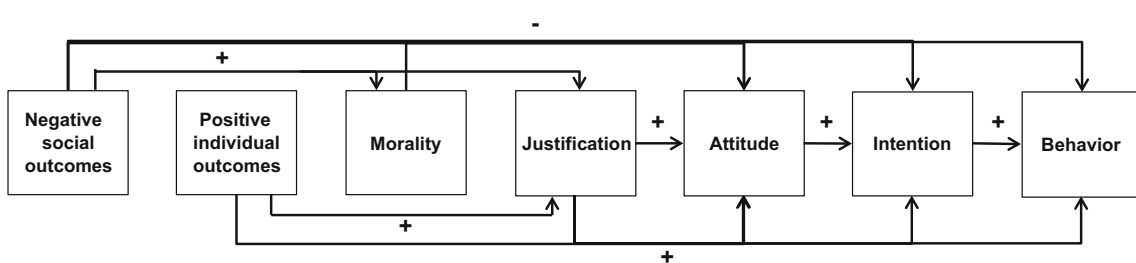 -
+
Negative
social
outcomes
Positive
individual
outcomes
Morality
Justification
+
Attitude
+
Intention
+
Behavior
+
+